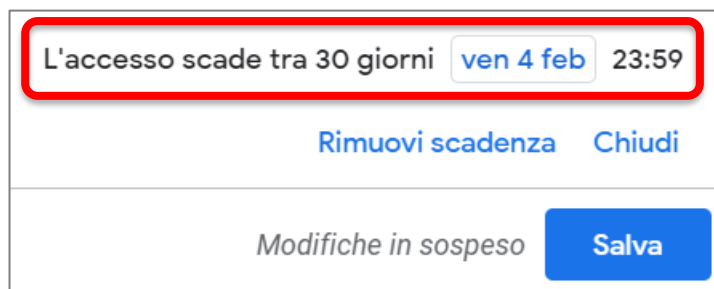 L'accesso scade tra 30 giorni ven 4 feb 23:59
Rimuovi scadenza Chiudi
Modifiche in sospeso Salva